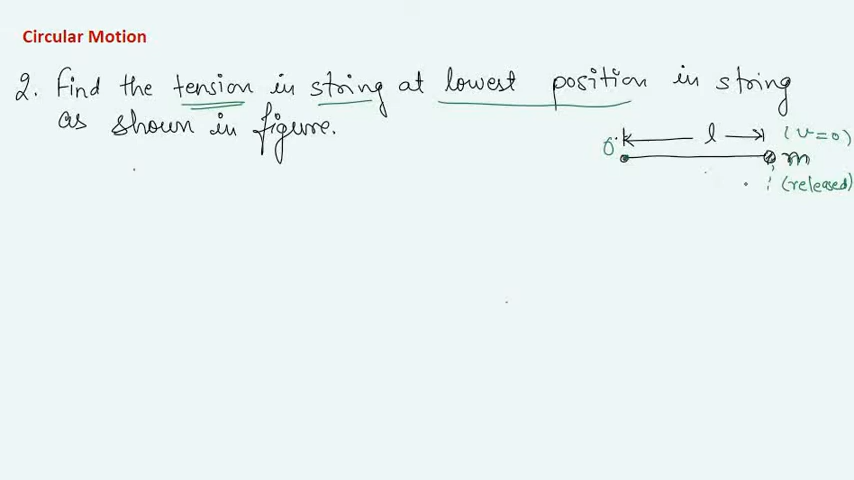 Circular Motion
2. Find the tension in string at lowest position in string
as shown in figure.
l (v=0)
O m
(released)